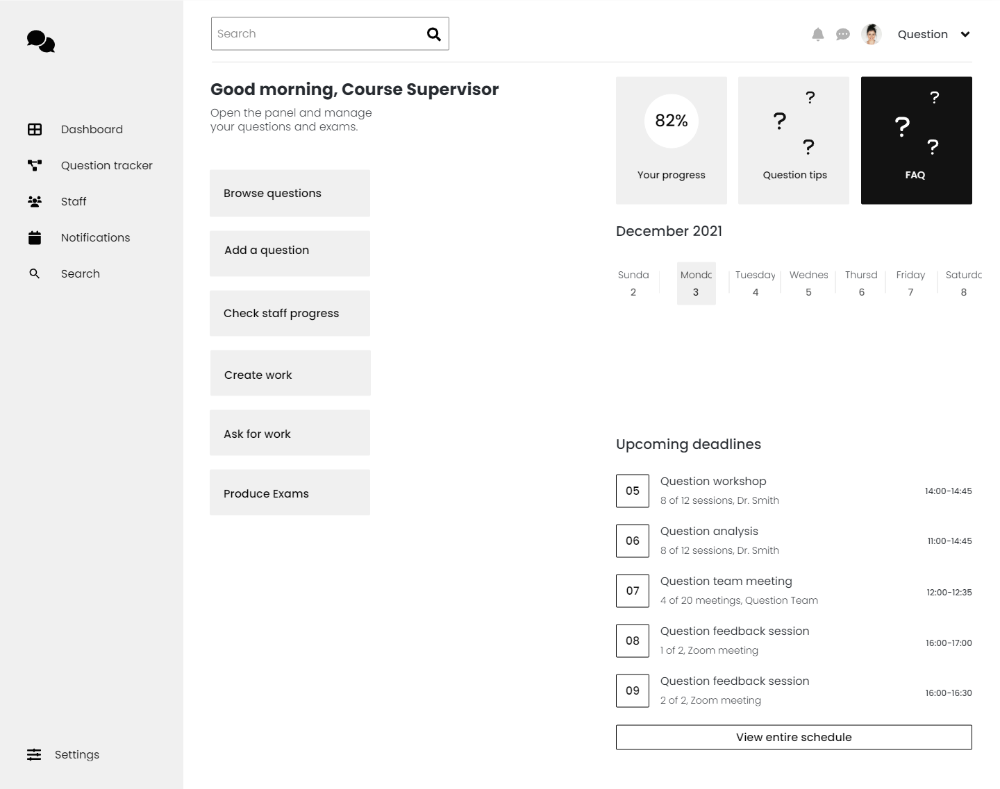 Search
Question
Dashboard
Question tracker
Staff
Notifications
Search
Settings
Good morning, Course Supervisor
Open the panel and manage
your questions and exams.
Browse questions
Add a question
Check staff progress
Create work
Ask for work
Produce Exams
82%
Your progress
?
?
?
Question tips
?
?
?
FAQ
December 2021
Sunda Mondc Tuesday Wednes Thursd Friday Saturdc
2 3 4 5 6 7 8
Upcoming deadlines
05
Question workshop
8 of 12 sessions, Dr. Smith
14:00-14:45
06
Question analysis
8 of 12 sessions, Dr. Smith
11:00-14:45
07
Question team meeting
4 of 20 meetings, Question Team
12:00-12:35
08
Question feedback session
1 of 2, Zoom meeting
16:00-17:00
09
Question feedback session
2 of 2, Zoom meeting
16:00-16:30
View entire schedule